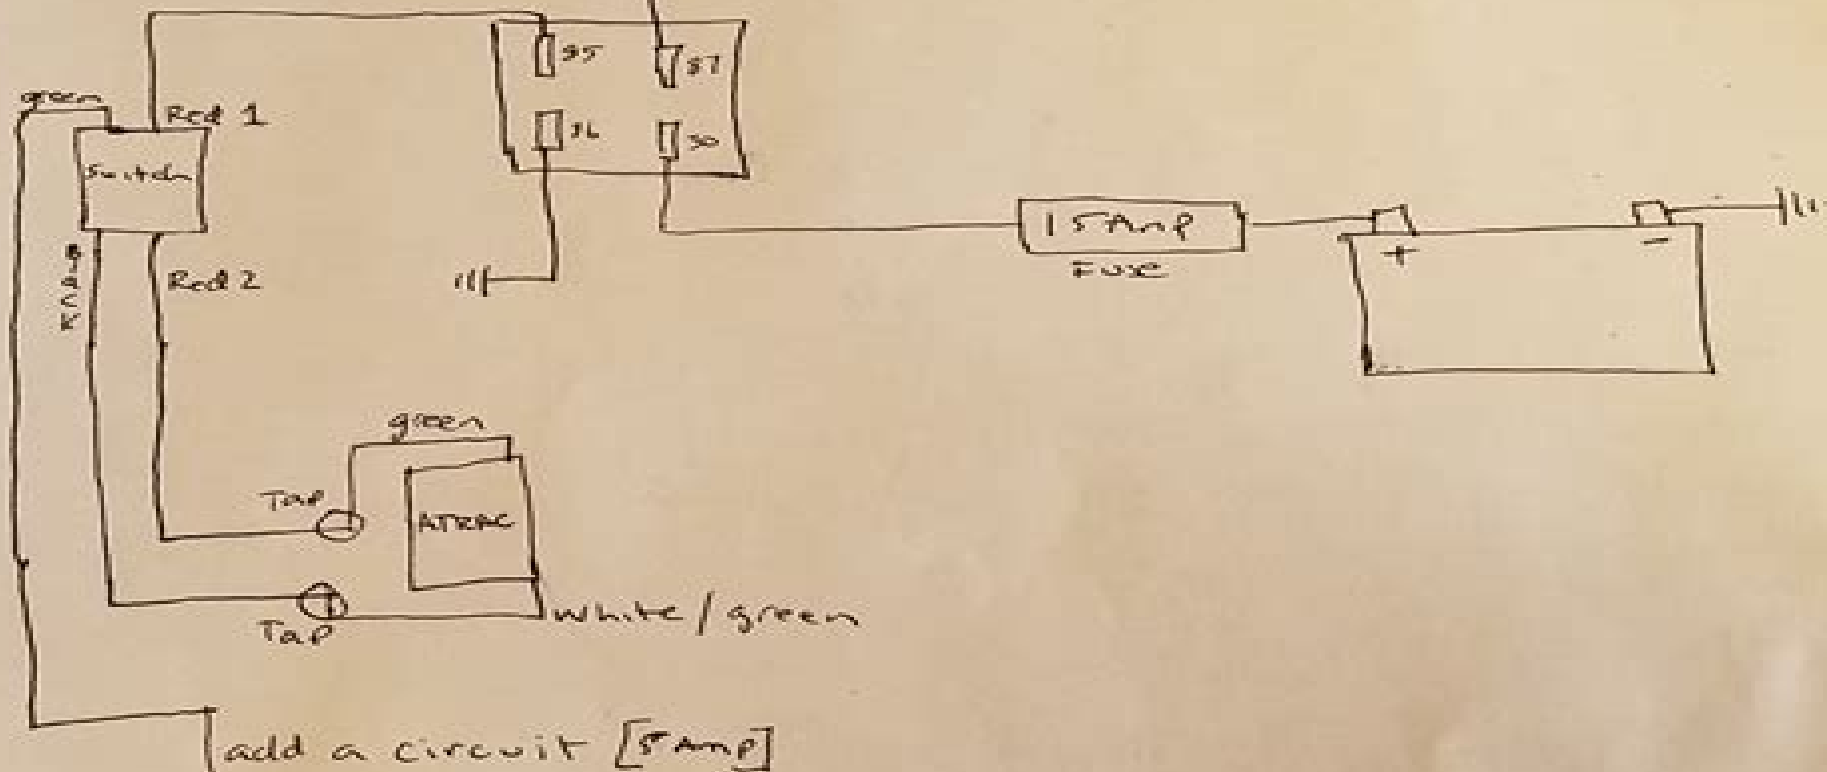 85
87
green
Red 1
86
30
Switch
15 Amp
Fuse
+
-
Red 2
green
Tap
ATRAC
white/green
Tap
add a circuit [5 Amp]